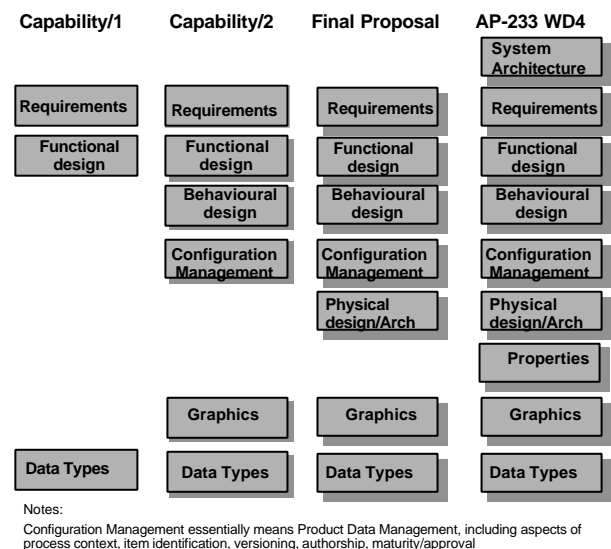 Capability/1 Capability/2 Final Proposal AP-233 WD4
System
Architecture
Requirements Requirements Requirements Requirements
Functional Functional Functional Functional
design design design design
Behavioural Behavioural Behavioural
design design design
Configuration Configuration Configuration
Management Management Management
Physical Physical
design/Arch design/Arch
Properties
Graphics Graphics Graphics
Data Types Data Types Data Types Data Types
Notes:
Configuration Management essentially means Product Data Management, including aspects of
process context, item identification, versioning, authorship, maturity/approval